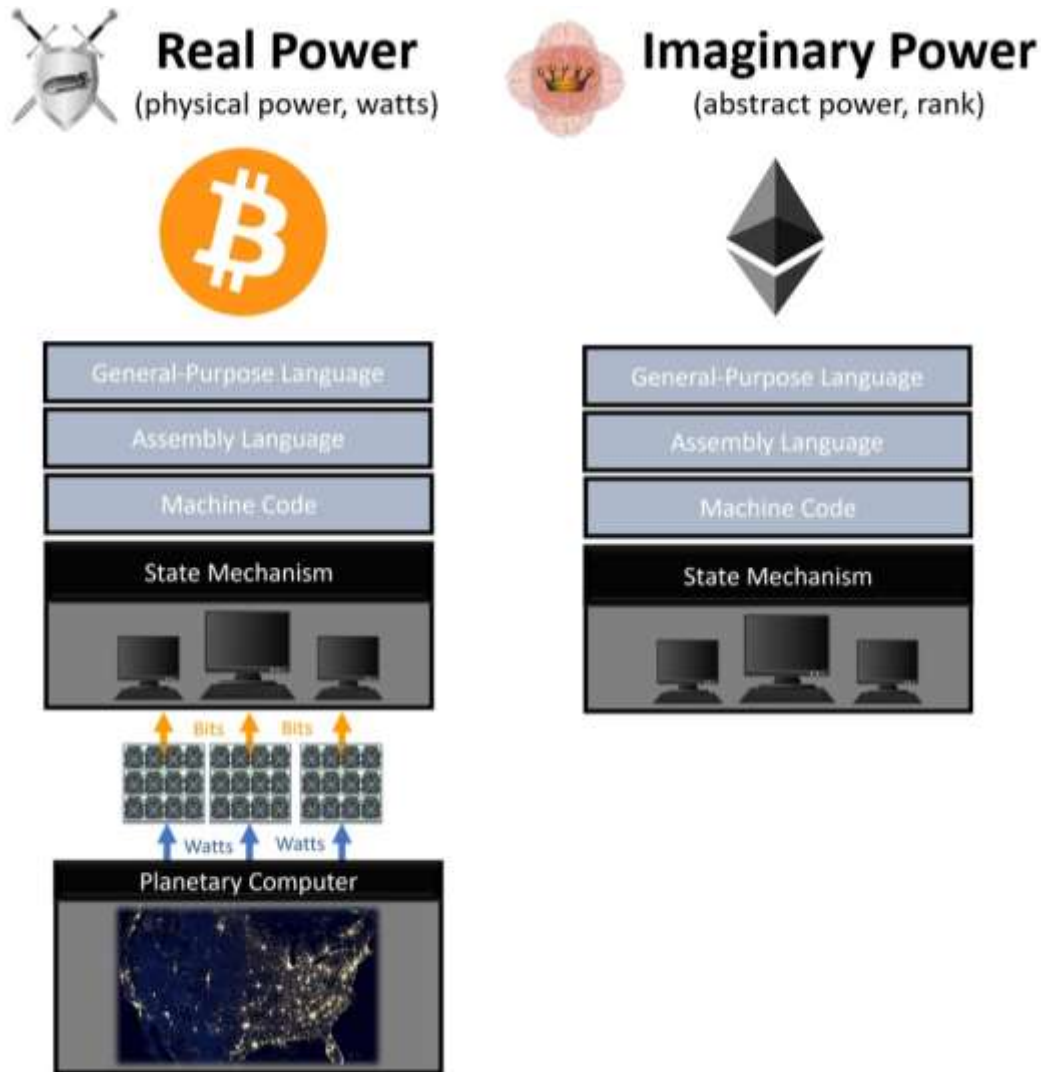 Real Power
(physical power, watts)
General-Purpose Language
Assembly Language
Machine Code
State Mechanism
Bits Bits
Watts Watts
Planetary Computer
Imaginary Power
(abstract power, rank)
General-Purpose Language
Assembly Language
Machine Code
State Mechanism